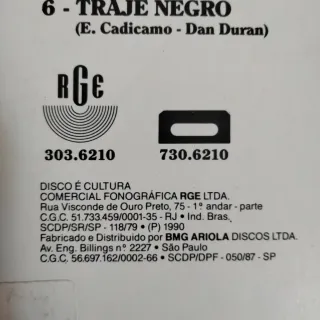 6 - TRAJE NEGRO
(E. Cadicamo - Dan Duran)
RGE
303.6210
730.6210
DISCO É CULTURA
COMERCIAL FONOGRÁFICA RGE LTDA.
Rua Visconde de Ouro Preto, 75 - 1º andar - parte
C.G.C. 51.733.459/0001-35 - RJ • Ind. Bras.
SCDP/SR/SP - 118/79 • (P) 1990
Fabricado e Distribuído por BMG ARIOLA DISCOS LTDA.
Av. Eng. Billings nº 2227 • São Paulo
C.G.C. 56.697.162/0002-66 • SCDP/DPF - 050/87 - SP